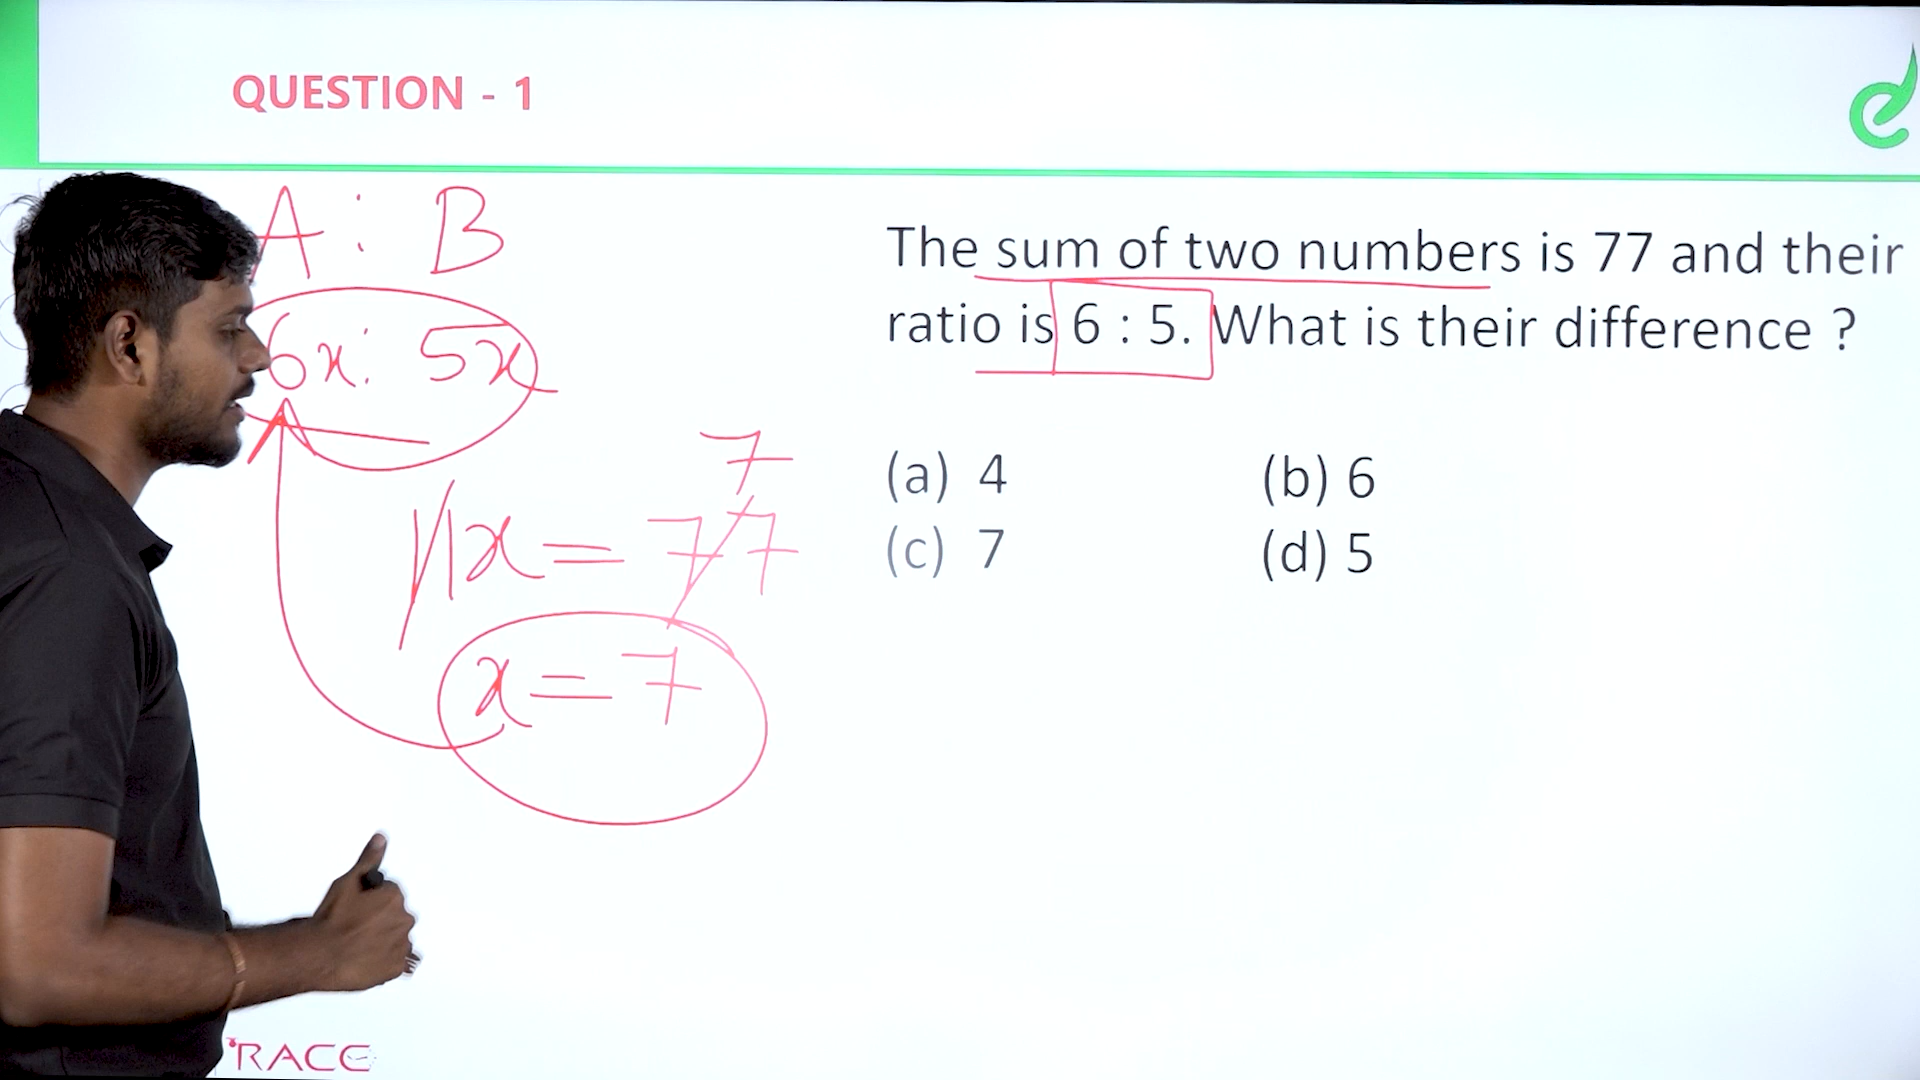 QUESTION - 1
A : B
6x : 5x
11x = 77
7
x = 7
The sum of two numbers is 77 and their
ratio is 6 : 5. What is their difference ?
(a) 4
(b) 6
(c) 7
(d) 5
RACE